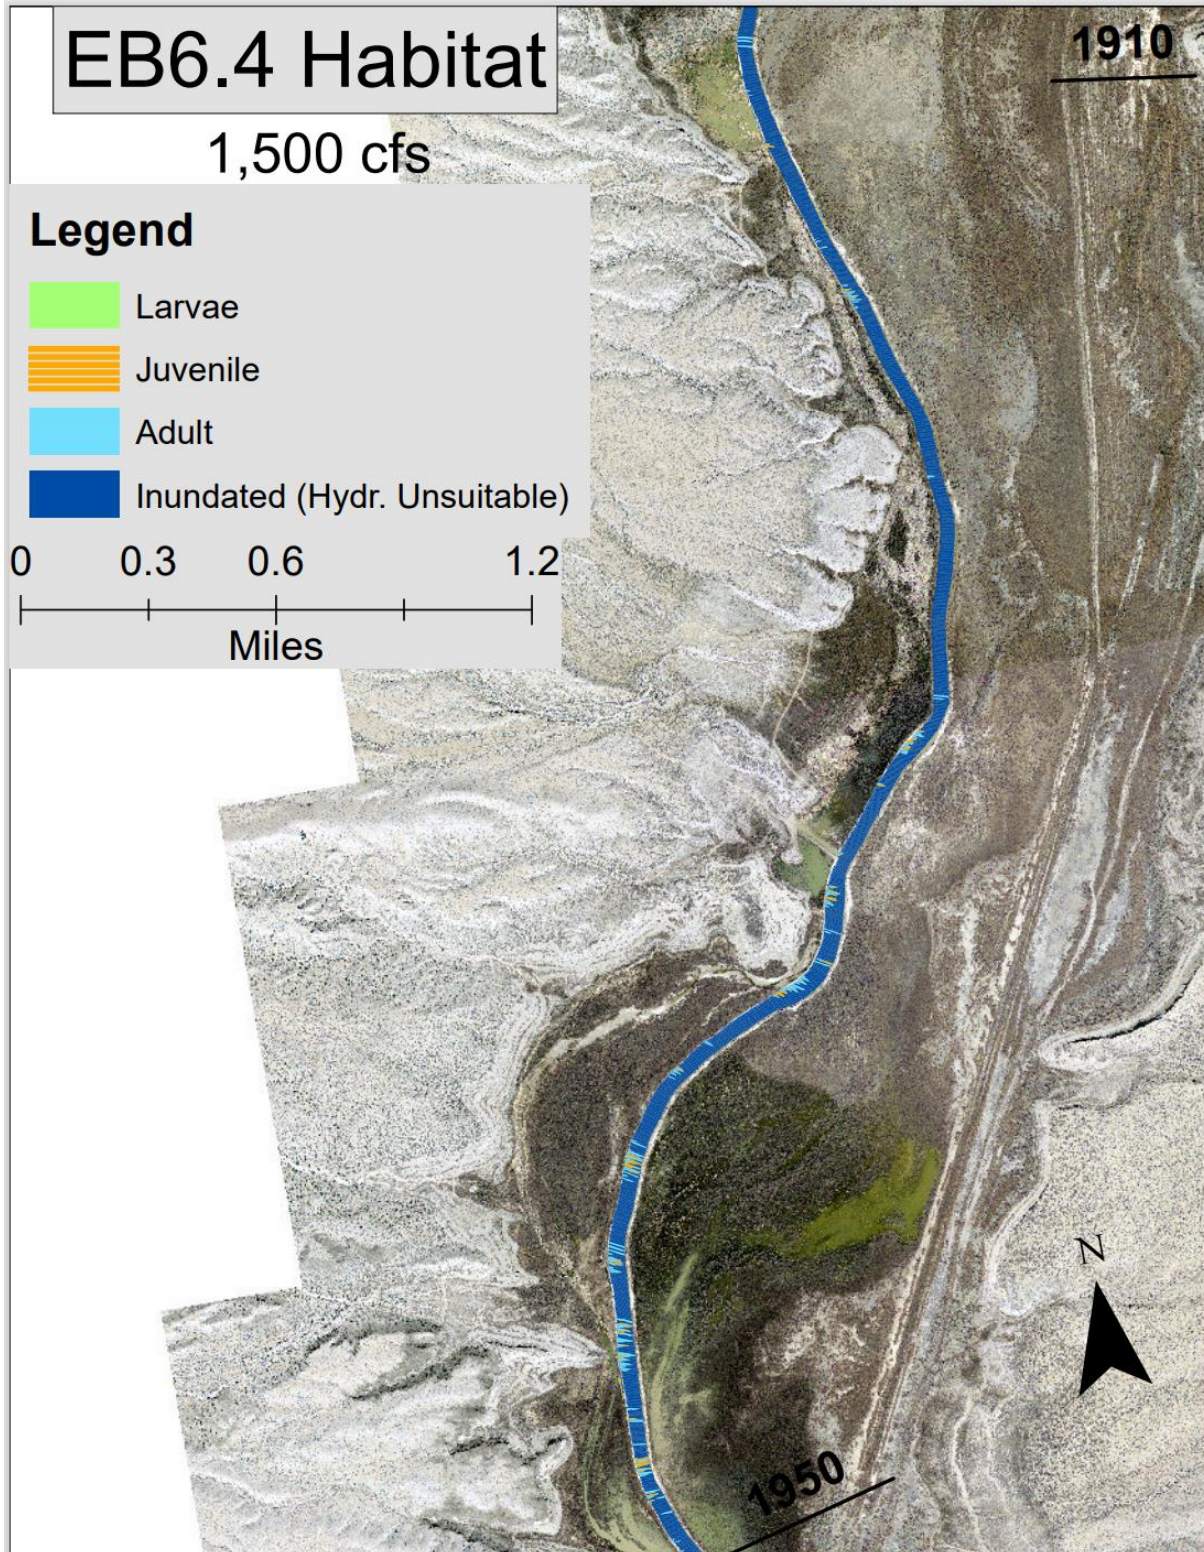 EB6.4 Habitat
1,500 cfs
Legend
Larvae
Juvenile
Adult
Inundated (Hydr. Unsuitable)
0 0.3 0.6 1.2
Miles
1910
N
1950